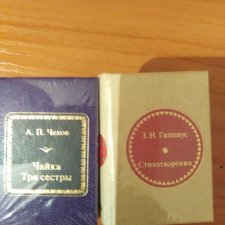 А. П. Чехов
Чайка
Три сестры
З. Н. Гиппиус
Стихотворения